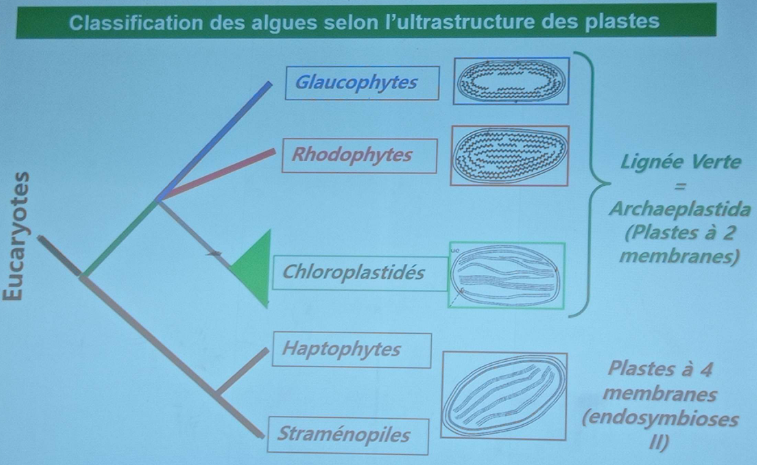 Classification des algues selon l'ultrastructure des plastes
Glaucophytes
Rhodophytes
Lignée Verte
=
Archaeplastida
(Plastes à 2
membranes)
Eucaryotes
Chloroplastidés
Haptophytes
Plastes à 4
membranes
(endosymbioses
II)
Straménopiles